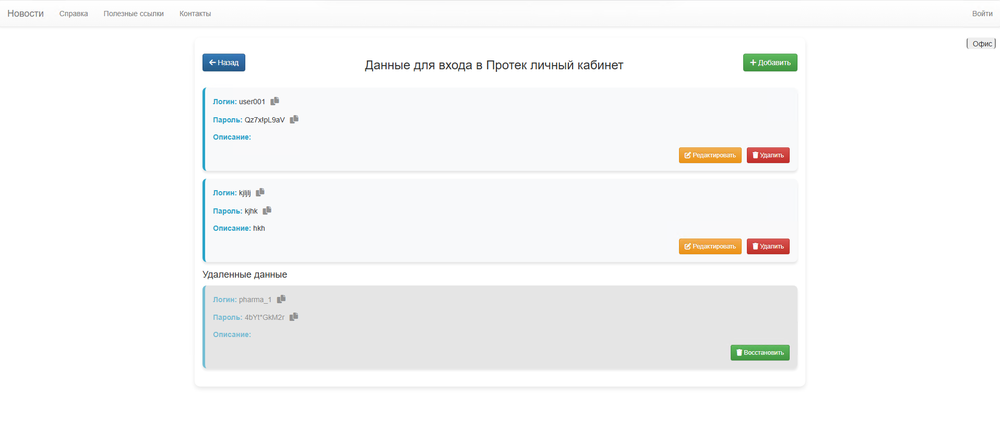 Новости Справка Полезные ссылки Контакты Войти
Офис
Назад Данные для входа в Протек личный кабинет Добавить
Логин: user001
Пароль: Qz7x!pL9aV
Описание:
Редактировать Удалить
Логин: kjljlj
Пароль: kjhk
Описание: hkh
Редактировать Удалить
Удаленные данные
Логин: pharma_1
Пароль: 4bYt*GkM2r
Описание:
Восстановить